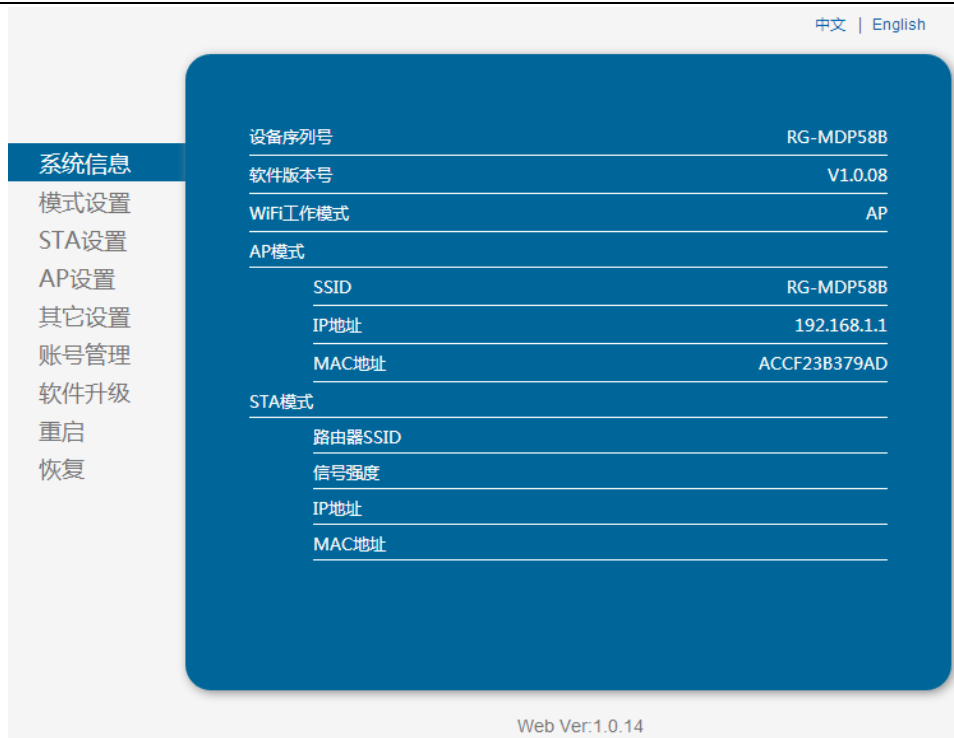 中文 | English
系统信息
模式设置
STA设置
AP设置
其它设置
账号管理
软件升级
重启
恢复
设备序列号 RG-MDP58B
软件版本号 V1.0.08
WiFi工作模式 AP
AP模式
SSID RG-MDP58B
IP地址 192.168.1.1
MAC地址 ACCF23B379AD
STA模式
路由器SSID
信号强度
IP地址
MAC地址
Web Ver:1.0.14